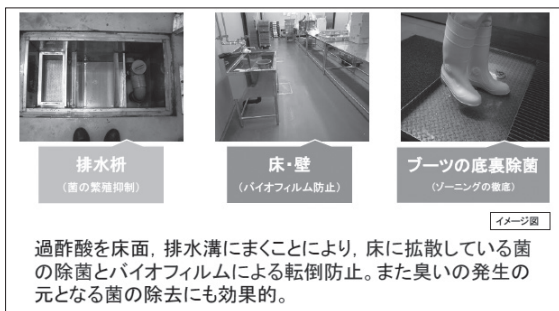 排水枡
(菌の繁殖抑制)
床・壁
(バイオフィルム防止)
ブーツの底裏除菌
(ゾーニングの徹底)
イメージ図
過酢酸を床面，排水溝にまくことにより，床に拡散している菌
の除菌とバイオフィルムによる転倒防止。また臭いの発生の
元となる菌の除去にも効果的。